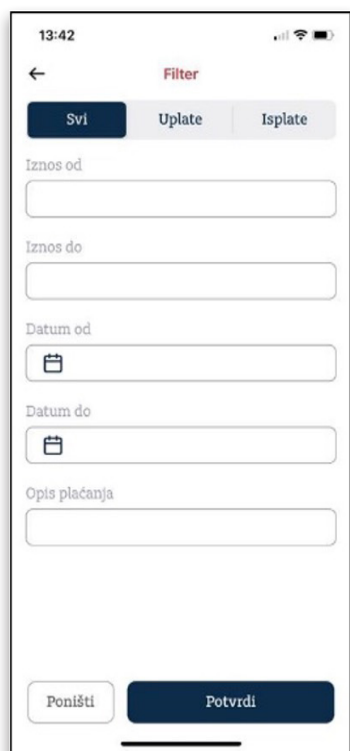 13:42
Filter
Svi Uplate Isplate
Iznos od
Iznos do
Datum od
Datum do
Opis plaćanja
Poništi Potvrdi